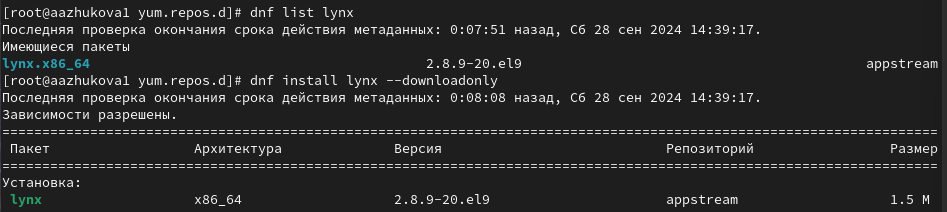 [root@aazhukova1 yum.repos.d]# dnf list lynx
Последняя проверка окончания срока действия метаданных: 0:07:51 назад, Сб 28 сен 2024 14:39:17.
Имеющиеся пакеты
lynx.x86_64 2.8.9-20.el9 appstream
[root@aazhukova1 yum.repos.d]# dnf install lynx --downloadonly
Последняя проверка окончания срока действия метаданных: 0:08:08 назад, Сб 28 сен 2024 14:39:17.
Зависимости разрешены.
================================================================================
Пакет Архитектура Версия Репозиторий Размер
================================================================================
Установка:
lynx x86_64 2.8.9-20.el9 appstream 1.5 M